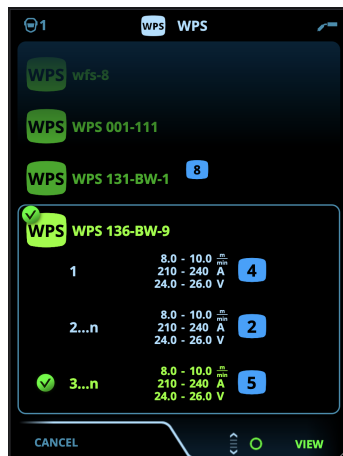 1 WPS WPS
WPS wfs-8
WPS WPS 001-111
WPS WPS 131-BW-1 8
WPS WPS 136-BW-9
8.0 - 10.0 m/min
1 210 - 240 A 4
24.0 - 26.0 V
8.0 - 10.0 m/min
2...n 210 - 240 A 2
24.0 - 26.0 V
8.0 - 10.0 m/min
3...n 210 - 240 A 5
24.0 - 26.0 V
CANCEL VIEW